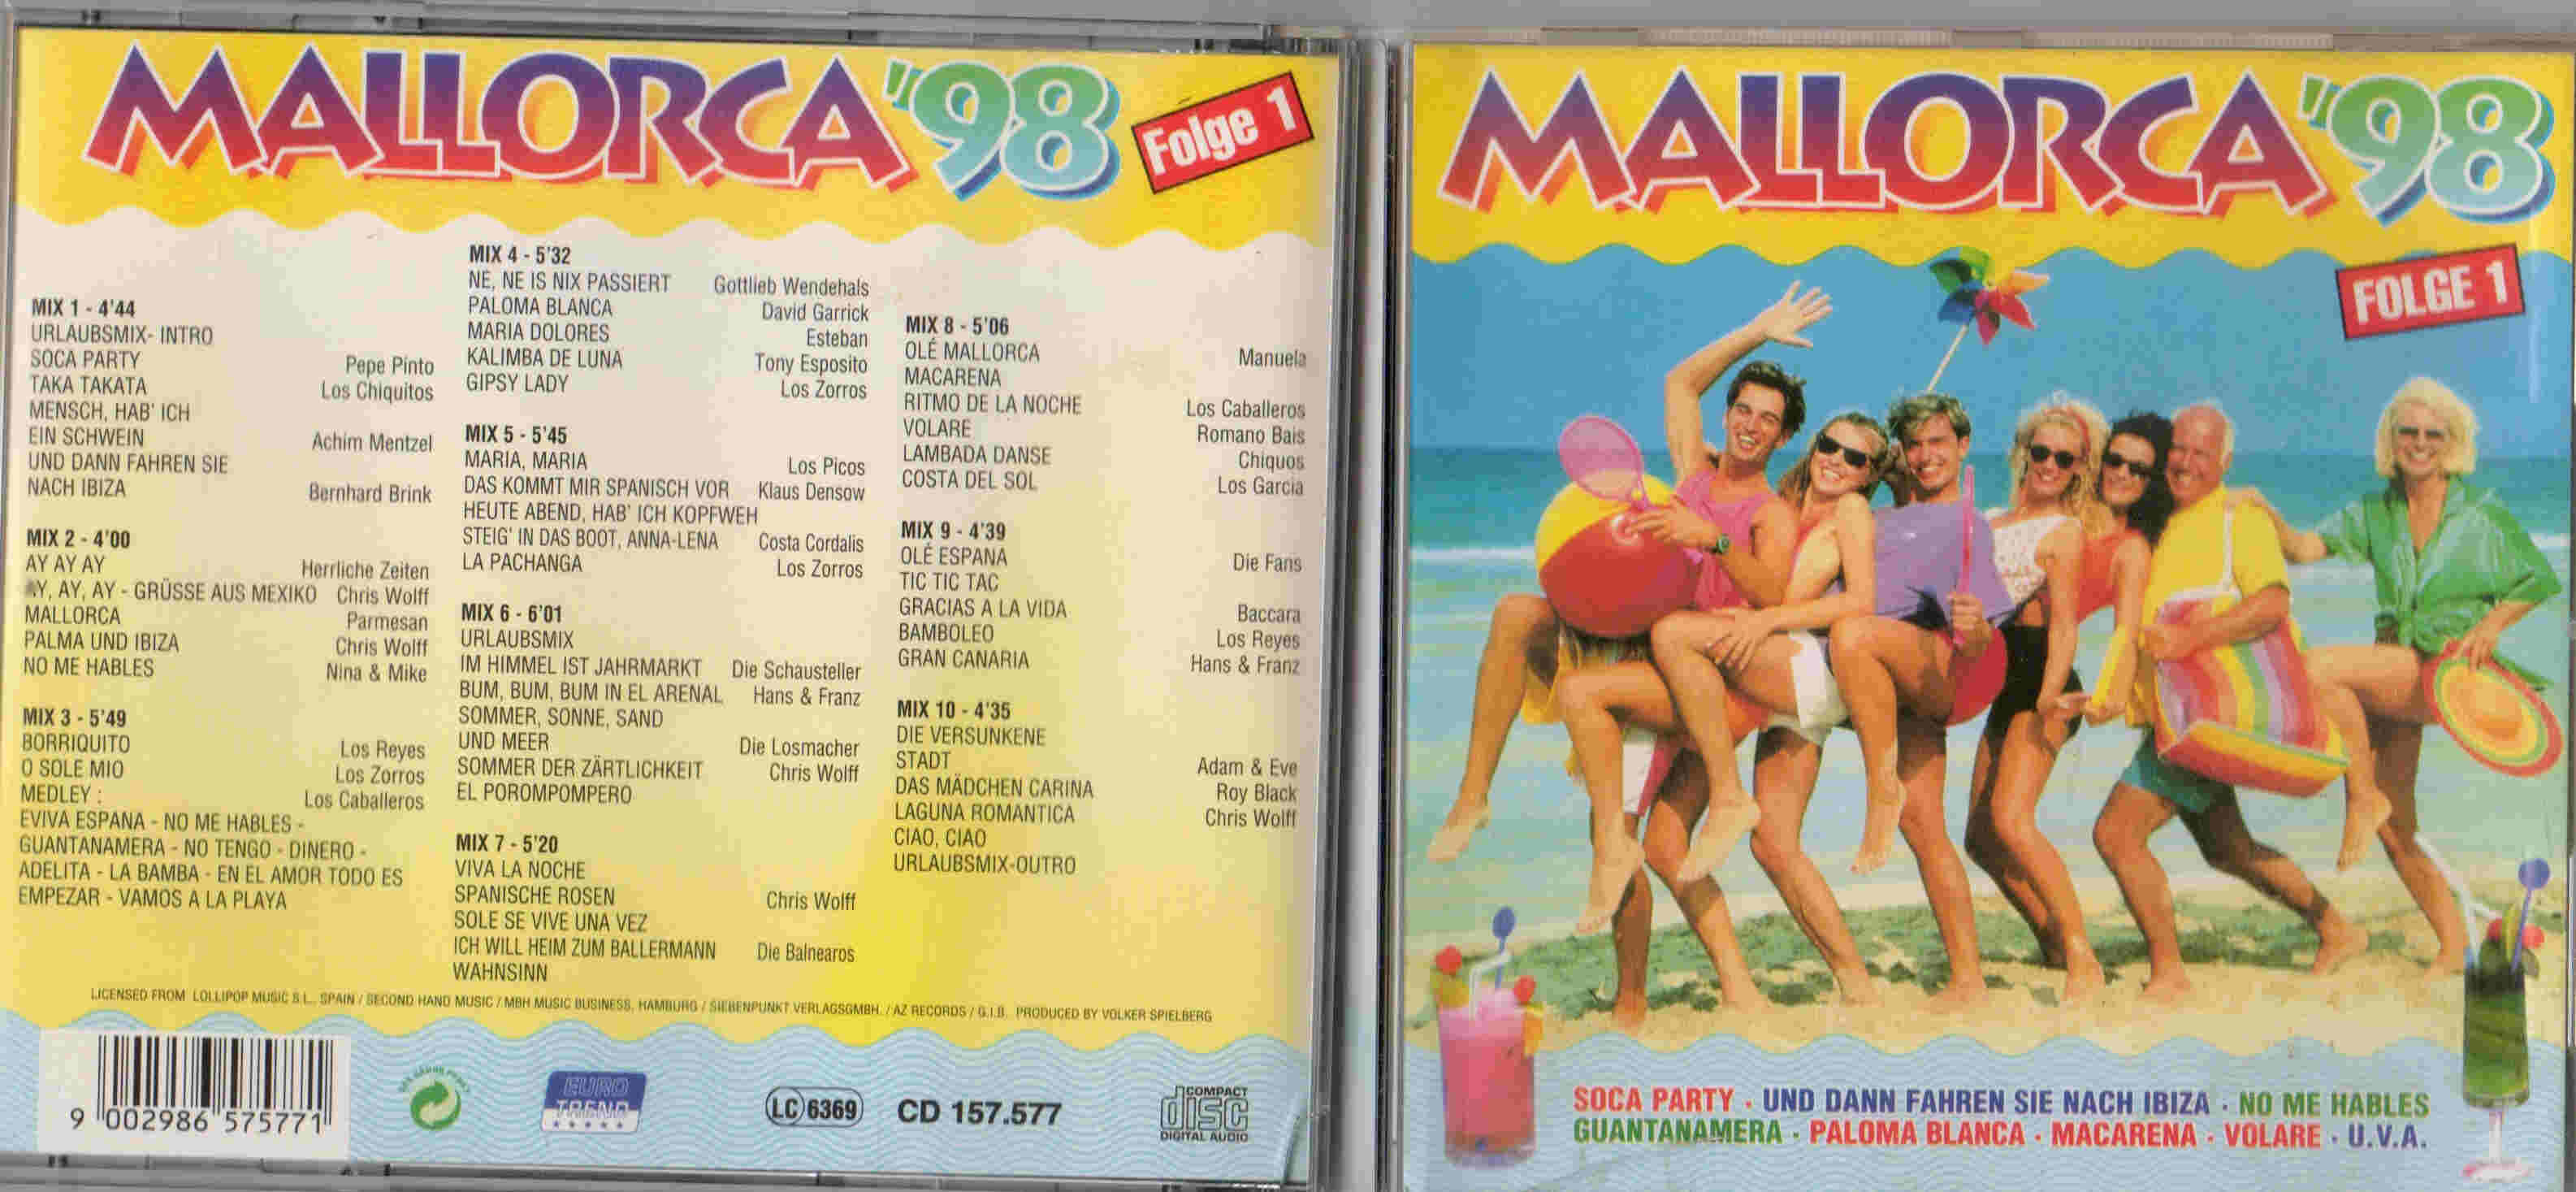 MALLORCA '98
Folge 1
MIX 1 - 4'44
URLAUBSMIX- INTRO
SOCA PARTY Pepe Pinto
TAKA TAKATA Los Chiquitos
MENSCH, HAB' ICH
EIN SCHWEIN Achim Mentzel
UND DANN FAHREN SIE
NACH IBIZA Bernhard Brink
MIX 2 - 4'00
AY AY AY Herrliche Zeiten
AY, AY, AY - GRÜSSE AUS MEXIKO Chris Wolff
MALLORCA Parmesan
PALMA UND IBIZA Chris Wolff
NO ME HABLES Nina & Mike
MIX 3 - 5'49
BORRIQUITO Los Reyes
O SOLE MIO Los Zorros
MEDLEY : Los Caballeros
EVIVA ESPANA - NO ME HABLES -
GUANTANAMERA - NO TENGO - DINERO -
ADELITA - LA BAMBA - EN EL AMOR TODO ES
EMPEZAR - VAMOS A LA PLAYA
MIX 4 - 5'32
NE, NE IS NIX PASSIERT Gottlieb Wendehals
PALOMA BLANCA David Garrick
MARIA DOLORES Esteban
KALIMBA DE LUNA Tony Esposito
GIPSY LADY Los Zorros
MIX 5 - 5'45
MARIA, MARIA Los Picos
DAS KOMMT MIR SPANISCH VOR Klaus Densow
HEUTE ABEND, HAB' ICH KOPFWEH
STEIG' IN DAS BOOT, ANNA-LENA Costa Cordalis
LA PACHANGA Los Zorros
MIX 6 - 6'01
URLAUBSMIX
IM HIMMEL IST JAHRMARKT Die Schausteller
BUM, BUM, BUM IN EL ARENAL Hans & Franz
SOMMER, SONNE, SAND
UND MEER Die Losmacher
SOMMER DER ZÄRTLICHKEIT Chris Wolff
EL POROMPOMPERO
MIX 7 - 5'20
VIVA LA NOCHE
SPANISCHE ROSEN Chris Wolff
SOLE SE VIVE UNA VEZ
ICH WILL HEIM ZUM BALLERMANN Die Balnearos
WAHNSINN
MIX 8 - 5'06
OLÉ MALLORCA Manuela
MACARENA
RITMO DE LA NOCHE Los Caballeros
VOLARE Romano Bais
LAMBADA DANSE Chiquos
COSTA DEL SOL Los Garcia
MIX 9 - 4'39
OLÉ ESPANA Die Fans
TIC TIC TAC
GRACIAS A LA VIDA Baccara
BAMBOLEO Los Reyes
GRAN CANARIA Hans & Franz
MIX 10 - 4'35
DIE VERSUNKENE
STADT Adam & Eve
DAS MÄDCHEN CARINA Roy Black
LAGUNA ROMANTICA Chris Wolff
CIAO, CIAO
URLAUBSMIX-OUTRO
LICENSED FROM LOLLIPOP MUSIC S.L., SPAIN / SECOND HAND MUSIC / MBH MUSIC BUSINESS, HAMBURG / SIEBENPUNKT VERLAGSGMBH. / AZ RECORDS / G.I.B. PRODUCED BY VOLKER SPIELBERG
9 002986 575771
DER GRÜNE PUNKT
EURO
TREND
LC 6369
CD 157.577
COMPACT
disc
DIGITAL AUDIO
MALLORCA '98
FOLGE 1
SOCA PARTY · UND DANN FAHREN SIE NACH IBIZA · NO ME HABLES
GUANTANAMERA · PALOMA BLANCA · MACARENA · VOLARE · U.V.A.